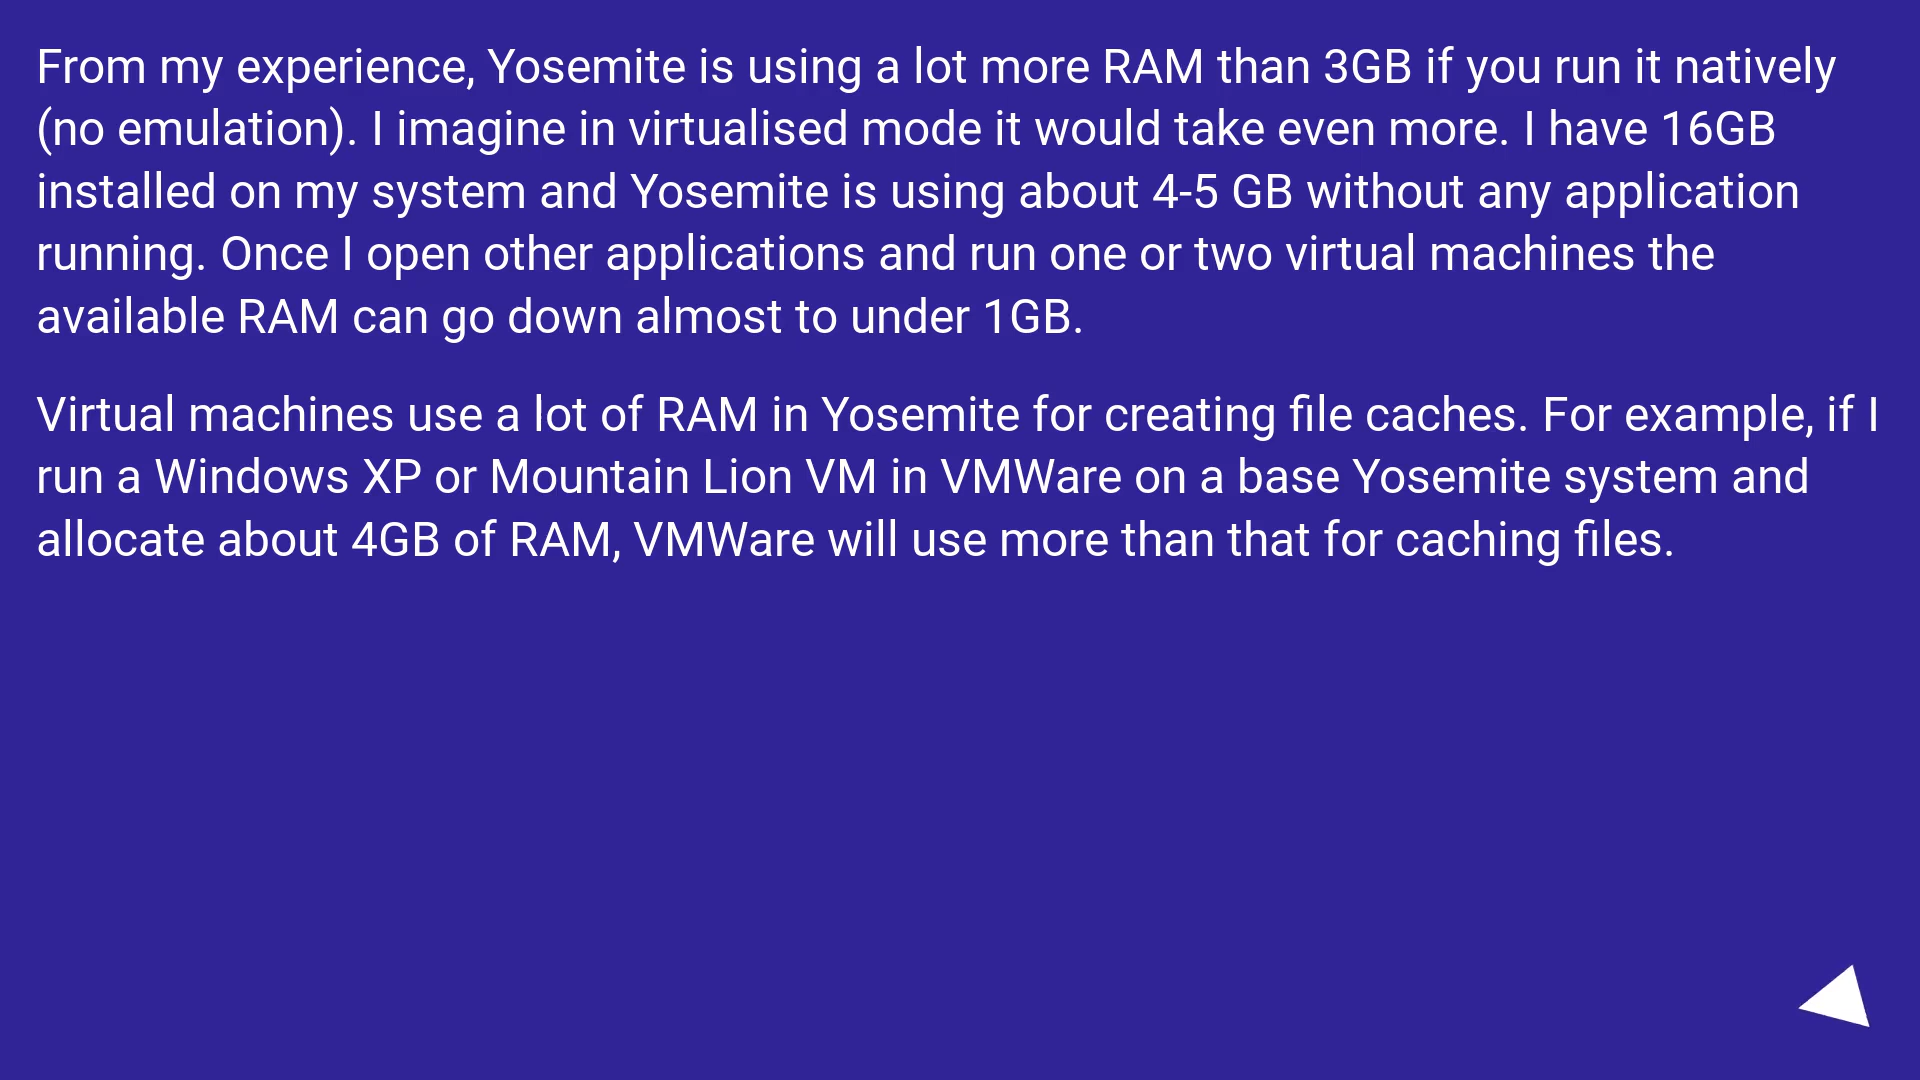 From my experience, Yosemite is using a lot more RAM than 3GB if you run it natively
(no emulation). I imagine in virtualised mode it would take even more. I have 16GB
installed on my system and Yosemite is using about 4-5 GB without any application
running. Once I open other applications and run one or two virtual machines the
available RAM can go down almost to under 1GB.
Virtual machines use a lot of RAM in Yosemite for creating file caches. For example, if I
run a Windows XP or Mountain Lion VM in VMWare on a base Yosemite system and
allocate about 4GB of RAM, VMWare will use more than that for caching files.